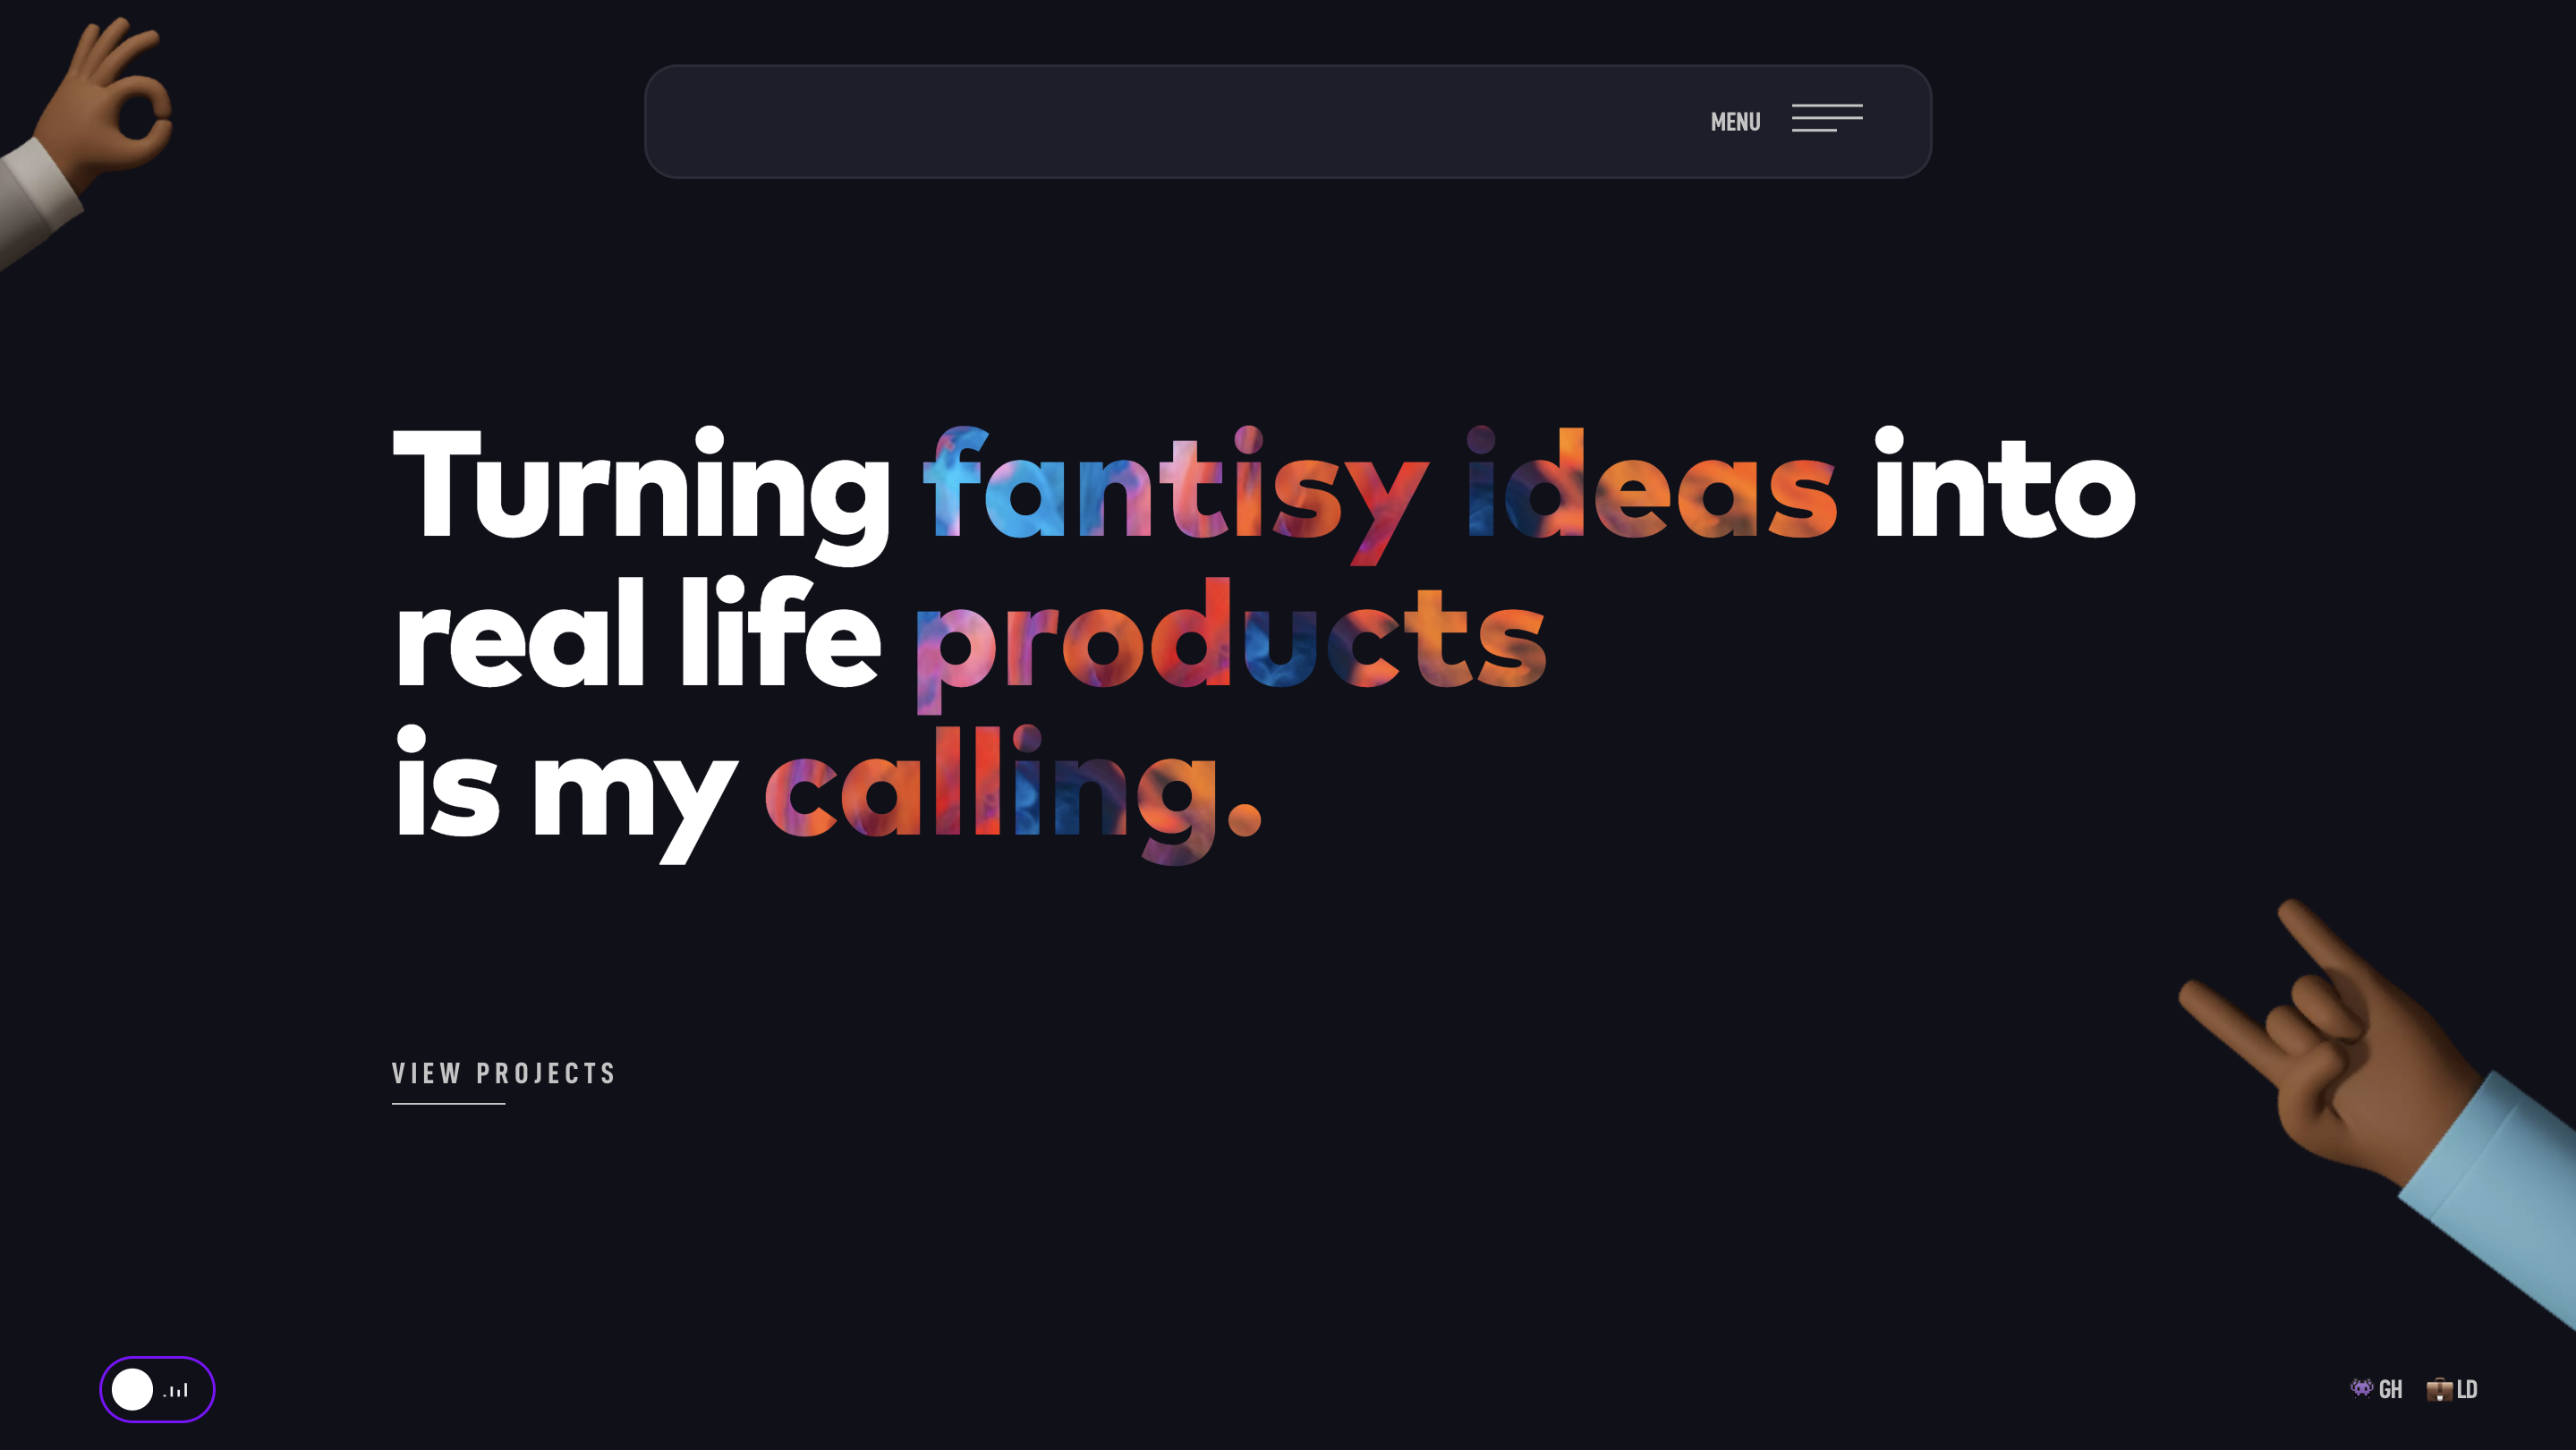 MENU
Turning fantisy ideas into
real life products
is my calling.
VIEW PROJECTS
GH LD